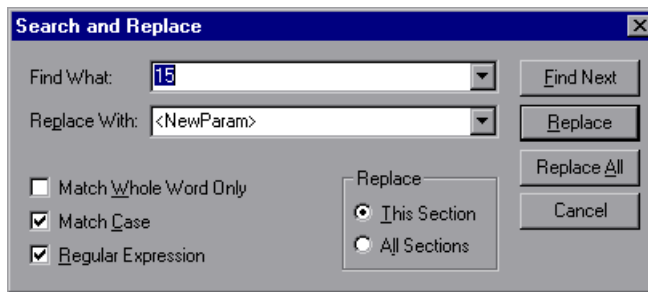 Search and Replace
Find What: 15 Find Next
Replace With: <NewParam> Replace
Match Whole Word Only Replace Replace All
Match Case This Section Cancel
Regular Expression All Sections